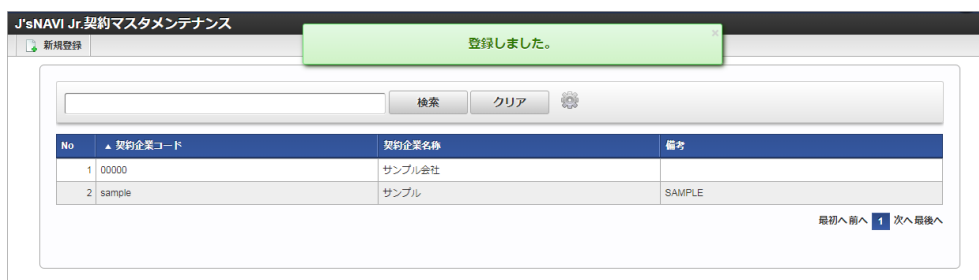 J'sNAVI Jr.契約マスタメンテナンス
登録しました。
×
新規登録
検索 クリア
No ▲ 契約企業コード 契約企業名称 備考
1 00000 サンプル会社
2 sample サンプル SAMPLE
最初へ 前へ 1 次へ 最後へ